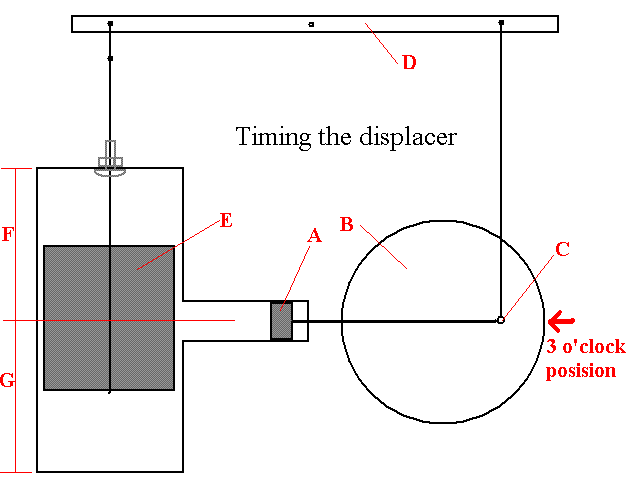 D
Timing the displacer
E
B
A
F
C
3 o'clock
posision
G